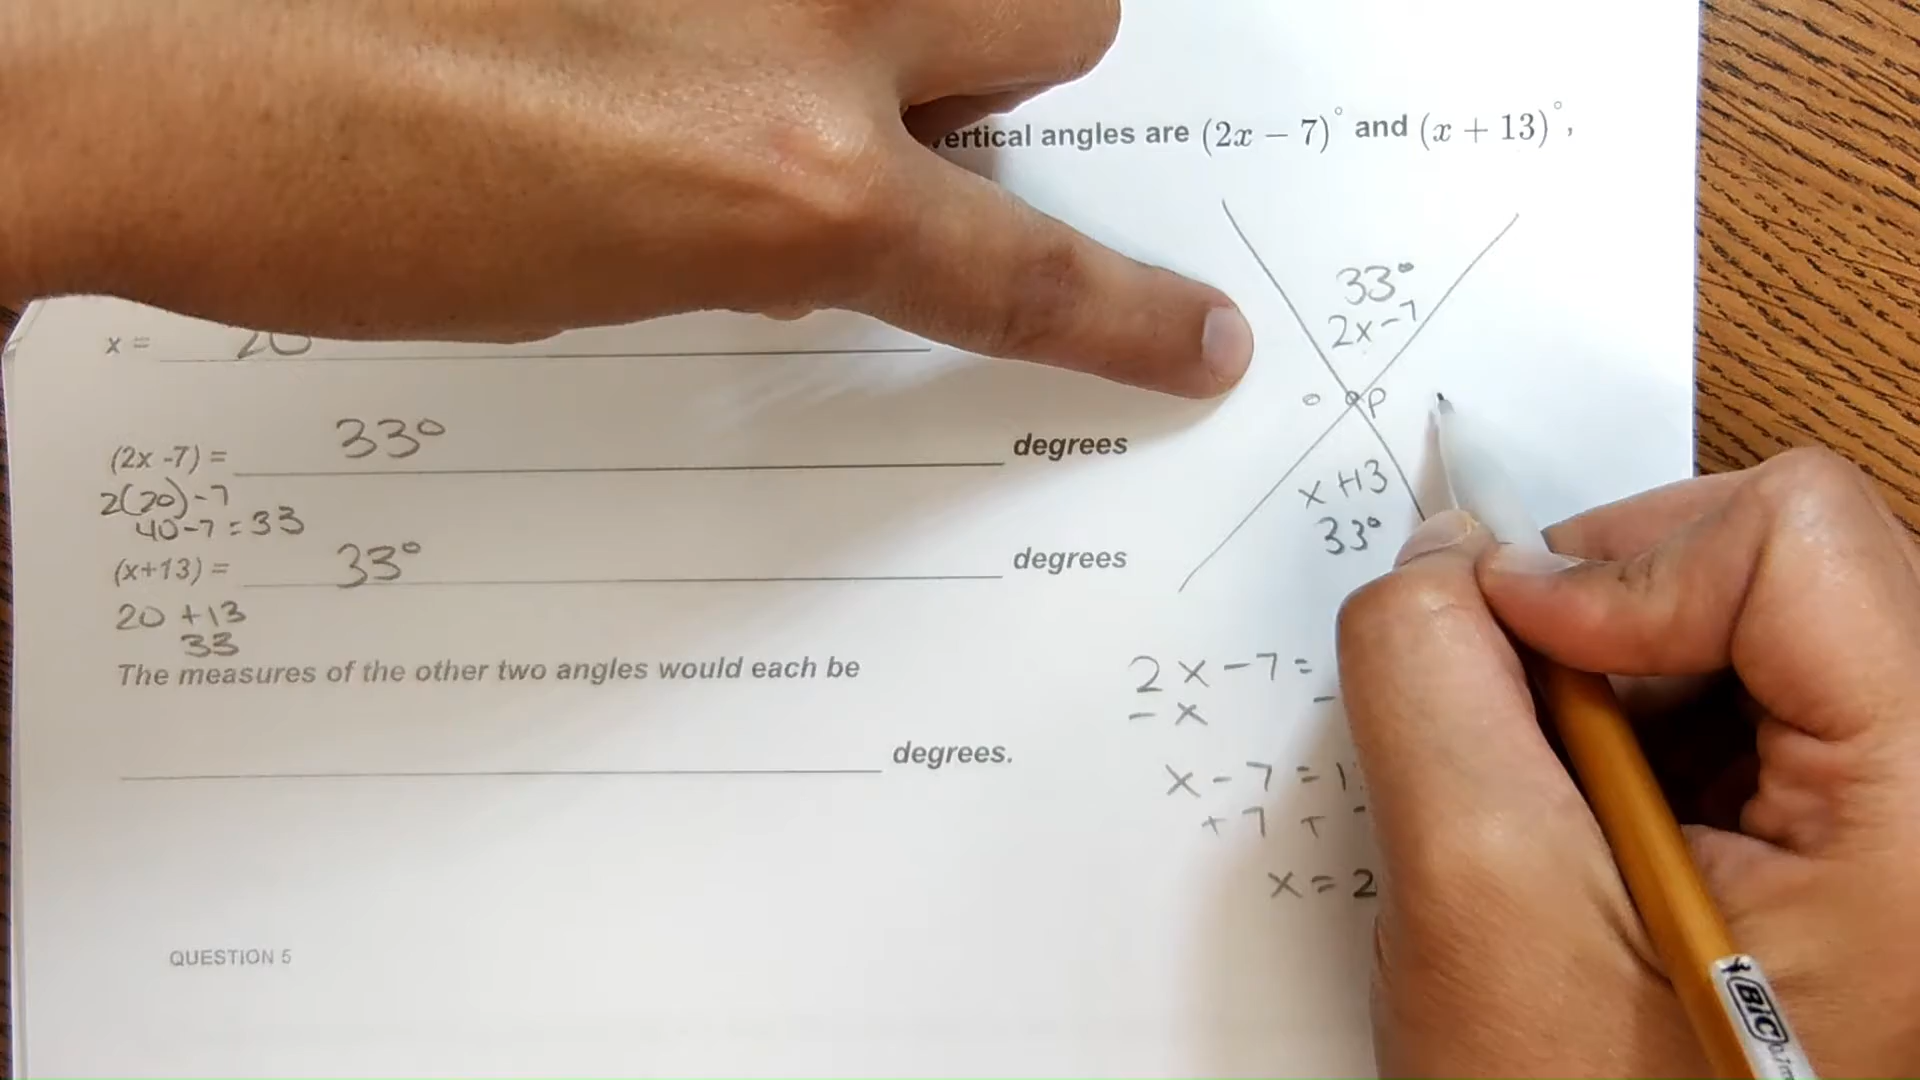 vertical angles are (2x − 7)° and (x + 13)°,
33°
2x-7
P
x+13
33°
x = 20
(2x -7) = 33° degrees
2(20)-7
40-7=33
(x+13) = 33° degrees
20 +13
33
The measures of the other two angles would each be
degrees.
2x-7=
-x -
x-7=1
+7 +
x=2
QUESTION 5
BIC